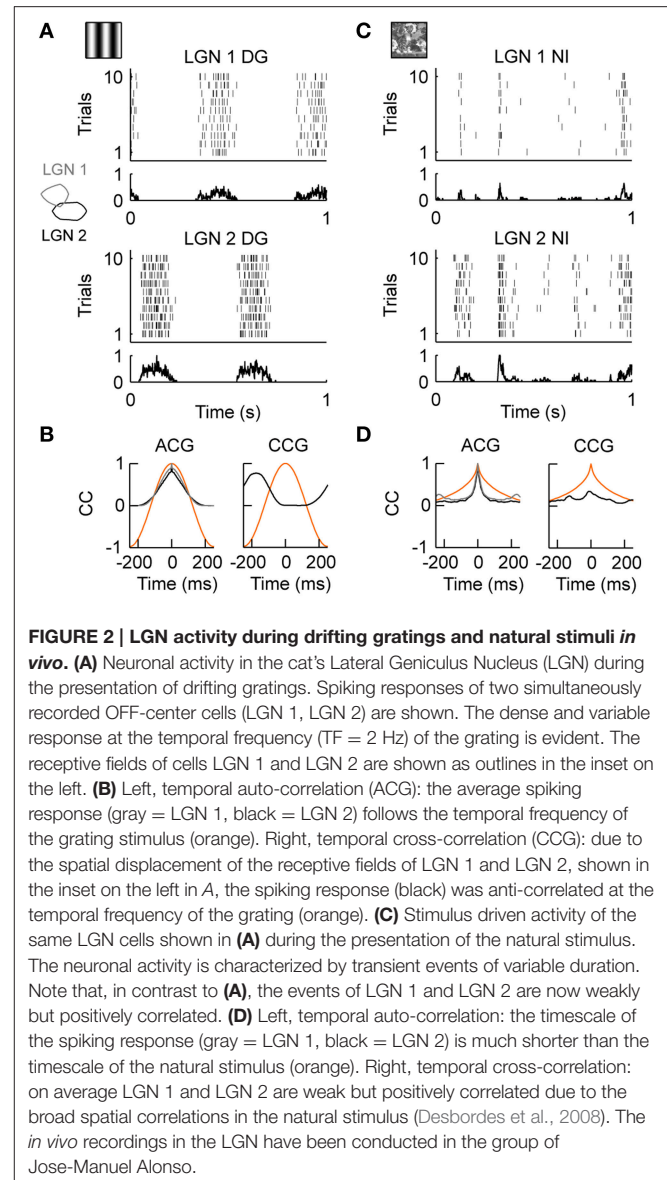 A
C
LGN 1 DG
LGN 1 NI
10
Trials
1
10
Trials
1
LGN 1
LGN 2
1
0
0
1
1
0
0
1
LGN 2 DG
LGN 2 NI
10
Trials
1
10
Trials
1
1
0
0
1
Time (s)
1
0
0
1
Time (s)
B
D
ACG
CCG
ACG
CCG
CC
1
0
-1
-200
0
200
Time (ms)
-200
0
200
Time (ms)
CC
1
0
-1
-200
0
200
Time (ms)
-200
0
200
Time (ms)
FIGURE 2 | LGN activity during drifting gratings and natural stimuli in
vivo. (A) Neuronal activity in the cat's Lateral Geniculus Nucleus (LGN) during
the presentation of drifting gratings. Spiking responses of two simultaneously
recorded OFF-center cells (LGN 1, LGN 2) are shown. The dense and variable
response at the temporal frequency (TF = 2 Hz) of the grating is evident. The
receptive fields of cells LGN 1 and LGN 2 are shown as outlines in the inset on
the left. (B) Left, temporal auto-correlation (ACG): the average spiking
response (gray = LGN 1, black = LGN 2) follows the temporal frequency of
the grating stimulus (orange). Right, temporal cross-correlation (CCG): due to
the spatial displacement of the receptive fields of LGN 1 and LGN 2, shown in
the inset on the left in A, the spiking response (black) was anti-correlated at the
temporal frequency of the grating (orange). (C) Stimulus driven activity of the
same LGN cells shown in (A) during the presentation of the natural stimulus.
The neuronal activity is characterized by transient events of variable duration.
Note that, in contrast to (A), the events of LGN 1 and LGN 2 are now weakly
but positively correlated. (D) Left, temporal auto-correlation: the timescale of
the spiking response (gray = LGN 1, black = LGN 2) is much shorter than the
timescale of the natural stimulus (orange). Right, temporal cross-correlation:
on average LGN 1 and LGN 2 are weak but positively correlated due to the
broad spatial correlations in the natural stimulus (Desbordes et al., 2008). The
in vivo recordings in the LGN have been conducted in the group of
Jose-Manuel Alonso.